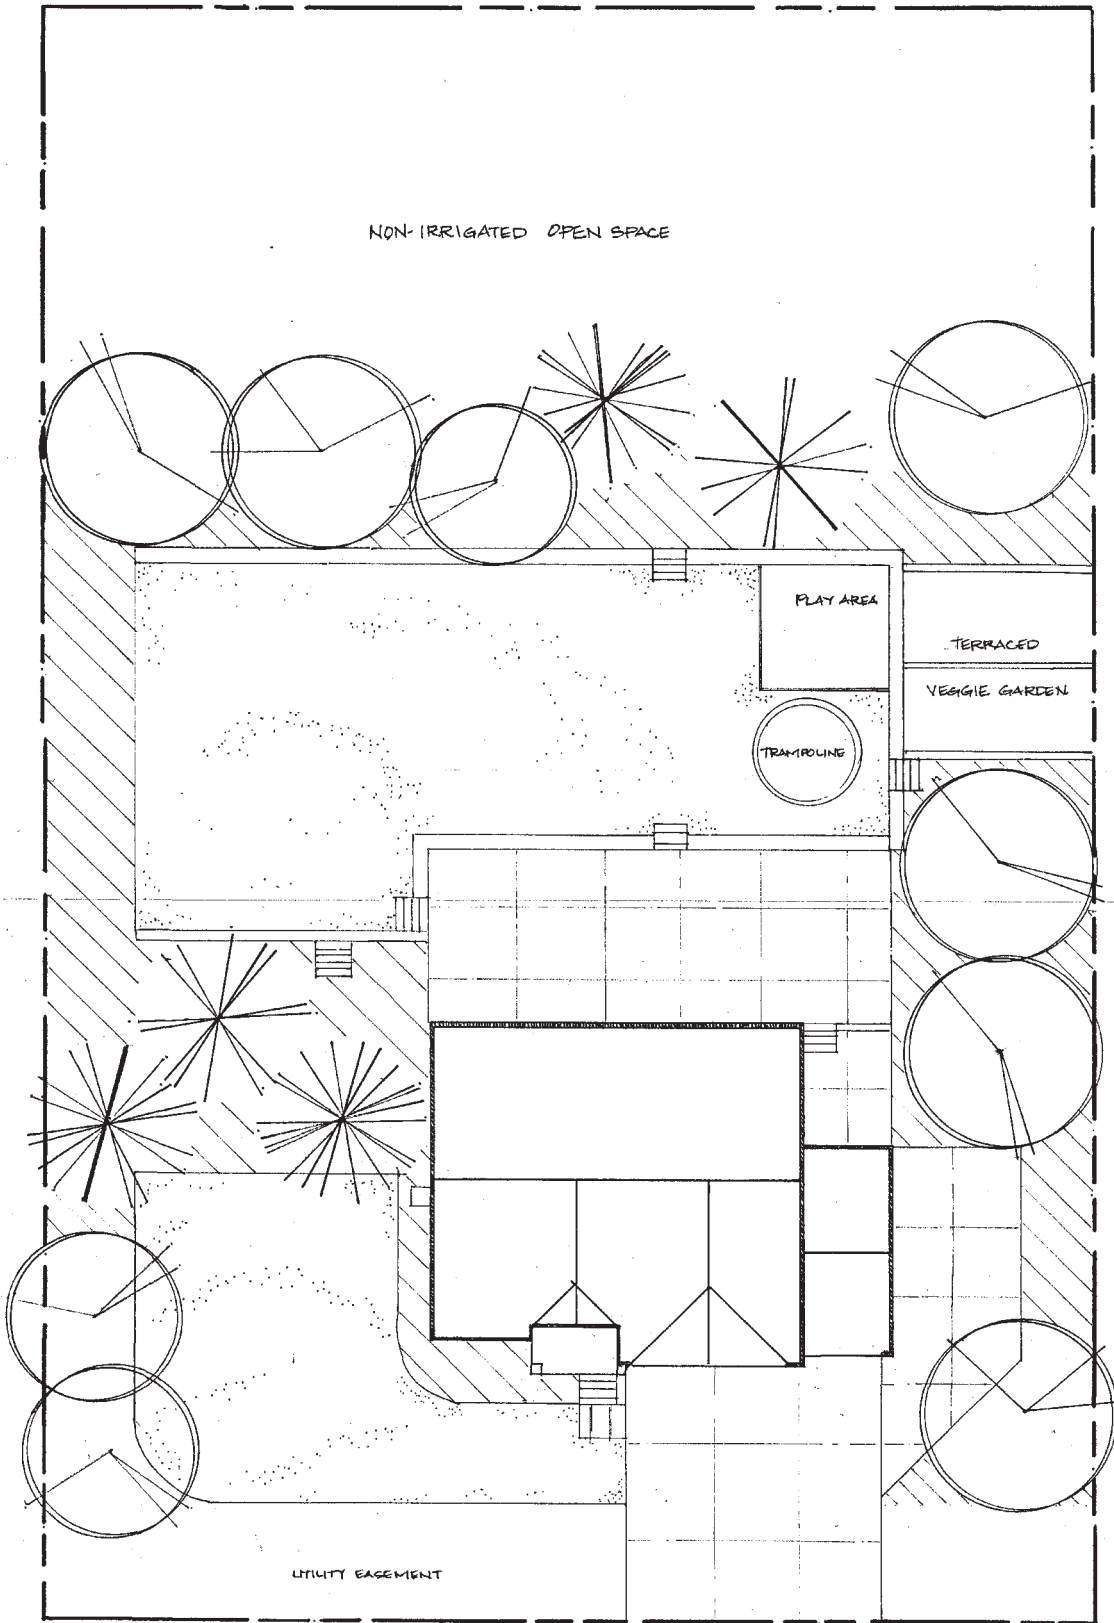 NON-IRRIGATED OPEN SPACE
PLAY AREA
TERRACED
VEGGIE GARDEN
TRAMPOLINE
UTILITY EASEMENT